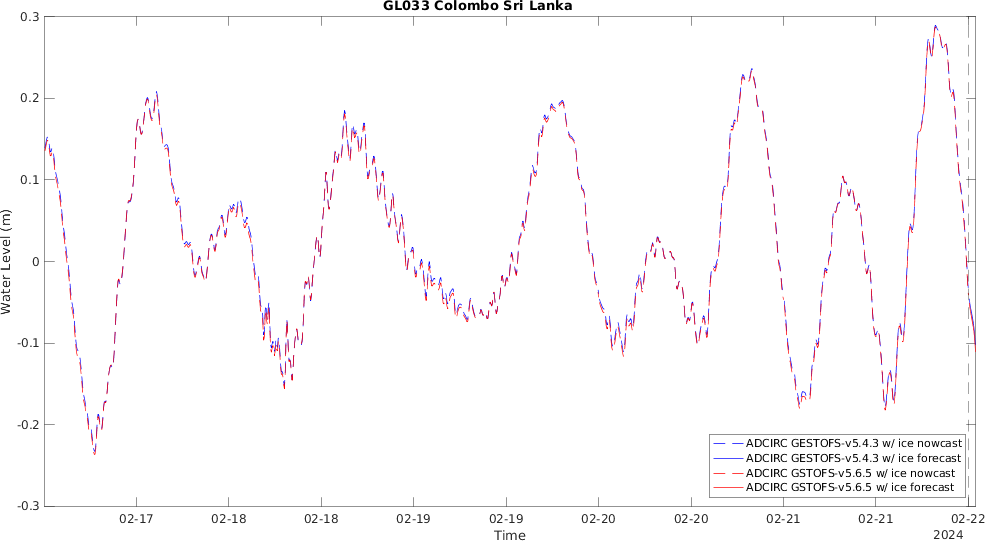 GL033 Colombo Sri Lanka
0.3
0.2
0.1
0
-0.1
-0.2
-0.3
Water Level (m)
ADCIRC GESTOFS-v5.4.3 w/ ice nowcast
ADCIRC GESTOFS-v5.4.3 w/ ice forecast
ADCIRC GSTOFS-v5.6.5 w/ ice nowcast
ADCIRC GSTOFS-v5.6.5 w/ ice forecast
02-17 02-18 02-18 02-19 02-19 02-20 02-20 02-21 02-21 02-22
Time
2024